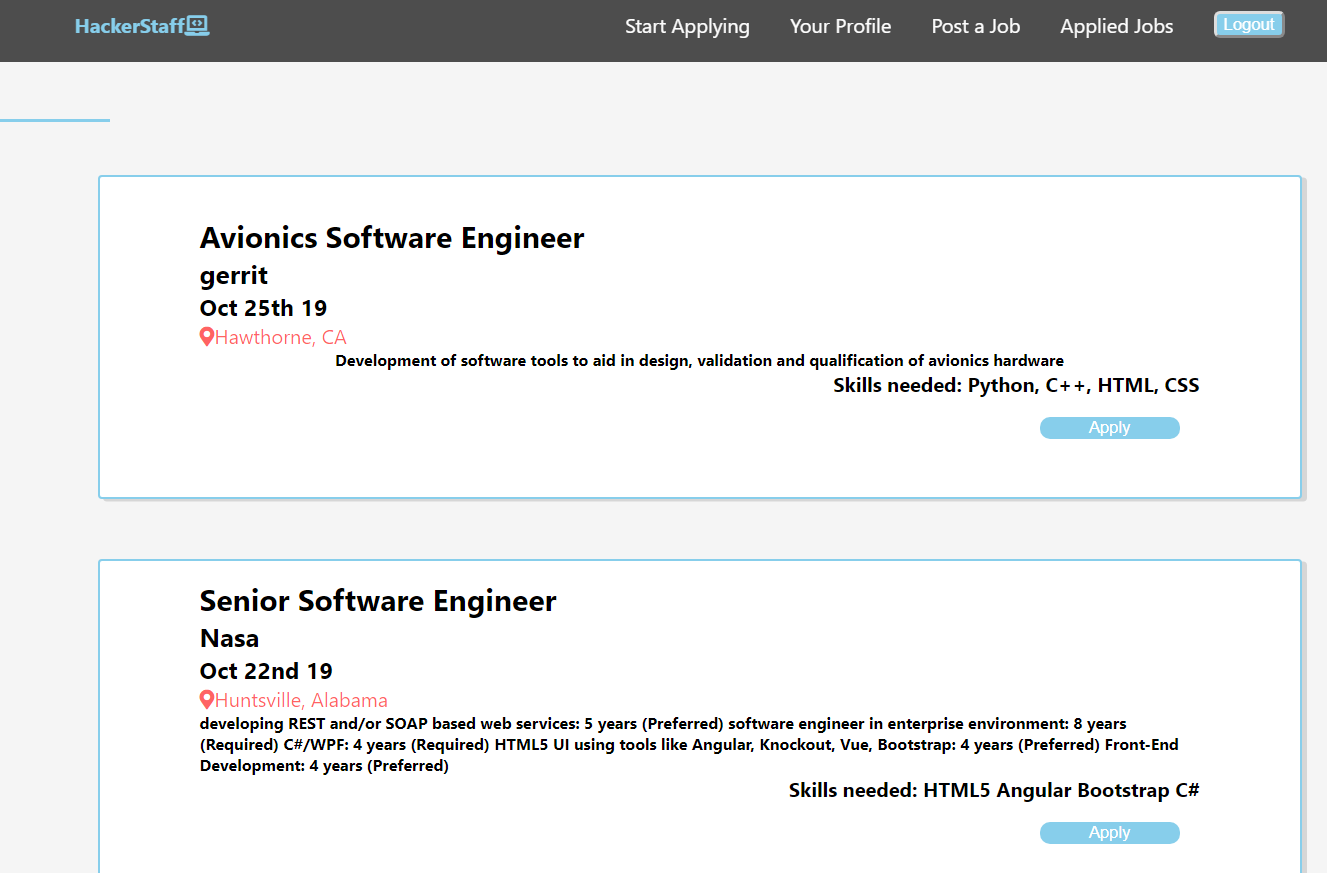 HackerStaff
Start Applying
Your Profile
Post a Job
Applied Jobs
Logout
Avionics Software Engineer
gerrit
Oct 25th 19
Hawthorne, CA
Development of software tools to aid in design, validation and qualification of avionics hardware
Skills needed: Python, C++, HTML, CSS
Apply
Senior Software Engineer
Nasa
Oct 22nd 19
Huntsville, Alabama
developing REST and/or SOAP based web services: 5 years (Preferred) software engineer in enterprise environment: 8 years
(Required) C#/WPF: 4 years (Required) HTML5 UI using tools like Angular, Knockout, Vue, Bootstrap: 4 years (Preferred) Front-End
Development: 4 years (Preferred)
Skills needed: HTML5 Angular Bootstrap C#
Apply